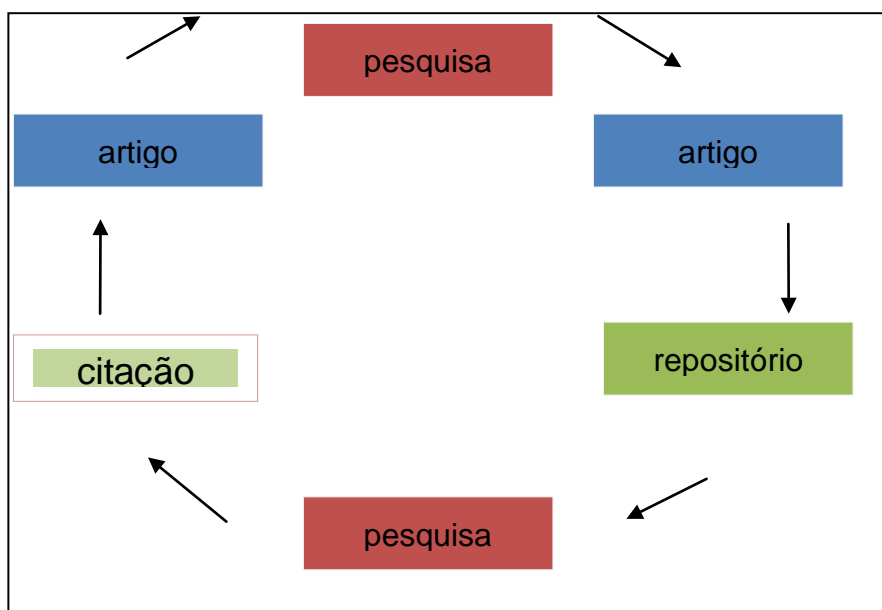 pesquisa
artigo
artigo
citação
repositório
pesquisa